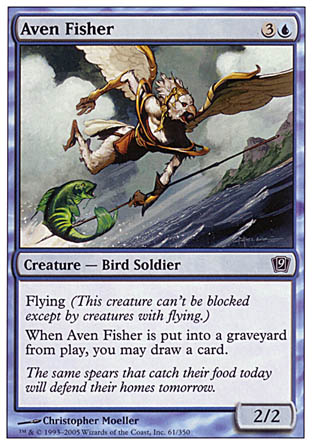 Aven Fisher 3
Creature — Bird Soldier 9
Flying (This creature can't be blocked
except by creatures with flying.)
When Aven Fisher is put into a graveyard
from play, you may draw a card.
The same spears that catch their food today
will defend their homes tomorrow.
Christopher Moeller
™ & © 1993–2005 Wizards of the Coast, Inc. 61/350
2/2